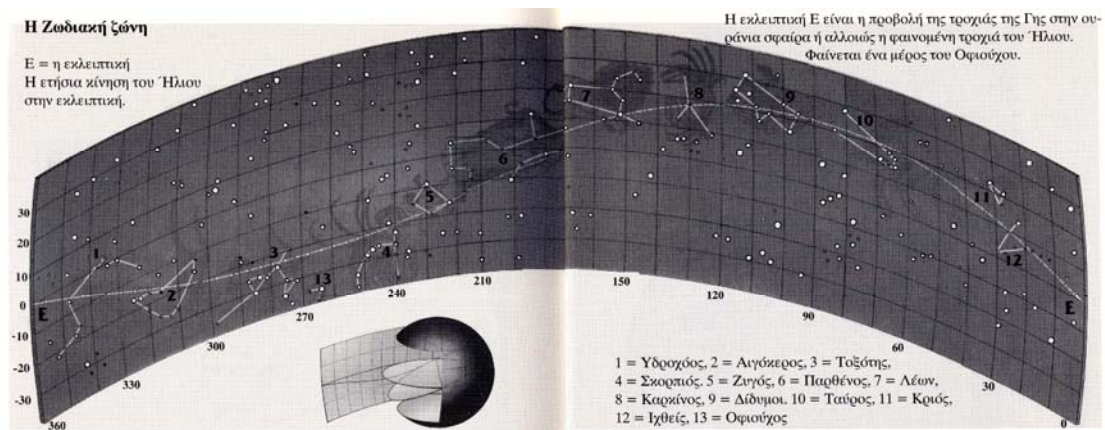 Η Ζωδιακή ζώνη
Ε = η εκλειπτική
Η ετήσια κίνηση του Ήλιου
στην εκλειπτική.
Η εκλειπτική Ε είναι η προβολή της τροχιάς της Γης στην ου-
ράνια σφαίρα ή αλλοιώς η φαινομένη τροχιά του Ήλιου.
Φαίνεται ένα μέρος του Οφιούχου.
7
8
9
10
6
5
11
1
2
3
13
4
12
E
E
30
20
10
0
-10
-20
-30
360
330
300
270
240
210
150
120
90
60
30
0
1 = Υδροχόος, 2 = Αιγόκερος, 3 = Τοξότης,
4 = Σκορπιός. 5 = Ζυγός, 6 = Παρθένος, 7 = Λέων,
8 = Καρκίνος, 9 = Δίδυμοι. 10 = Ταύρος, 11 = Κριός,
12 = Ιχθείς, 13 = Οφιούχος